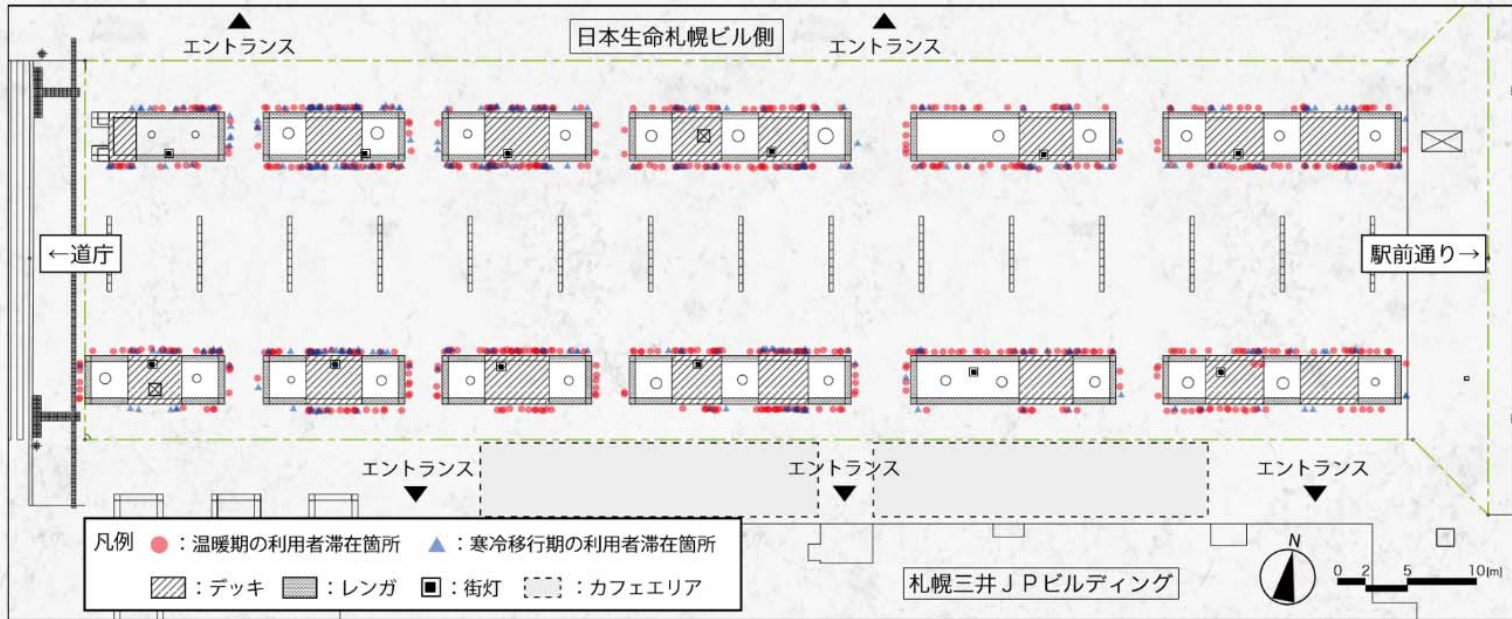 エントランス
日本生命札幌ビル側
エントランス
←道庁
駅前通り→
エントランス
エントランス
エントランス
凡例 ：温暖期の利用者滞在箇所 ：寒冷移行期の利用者滞在箇所
：デッキ ：レンガ ：街灯 ：カフェエリア
札幌三井ＪＰビルディング
N
0 2 5 10[m]